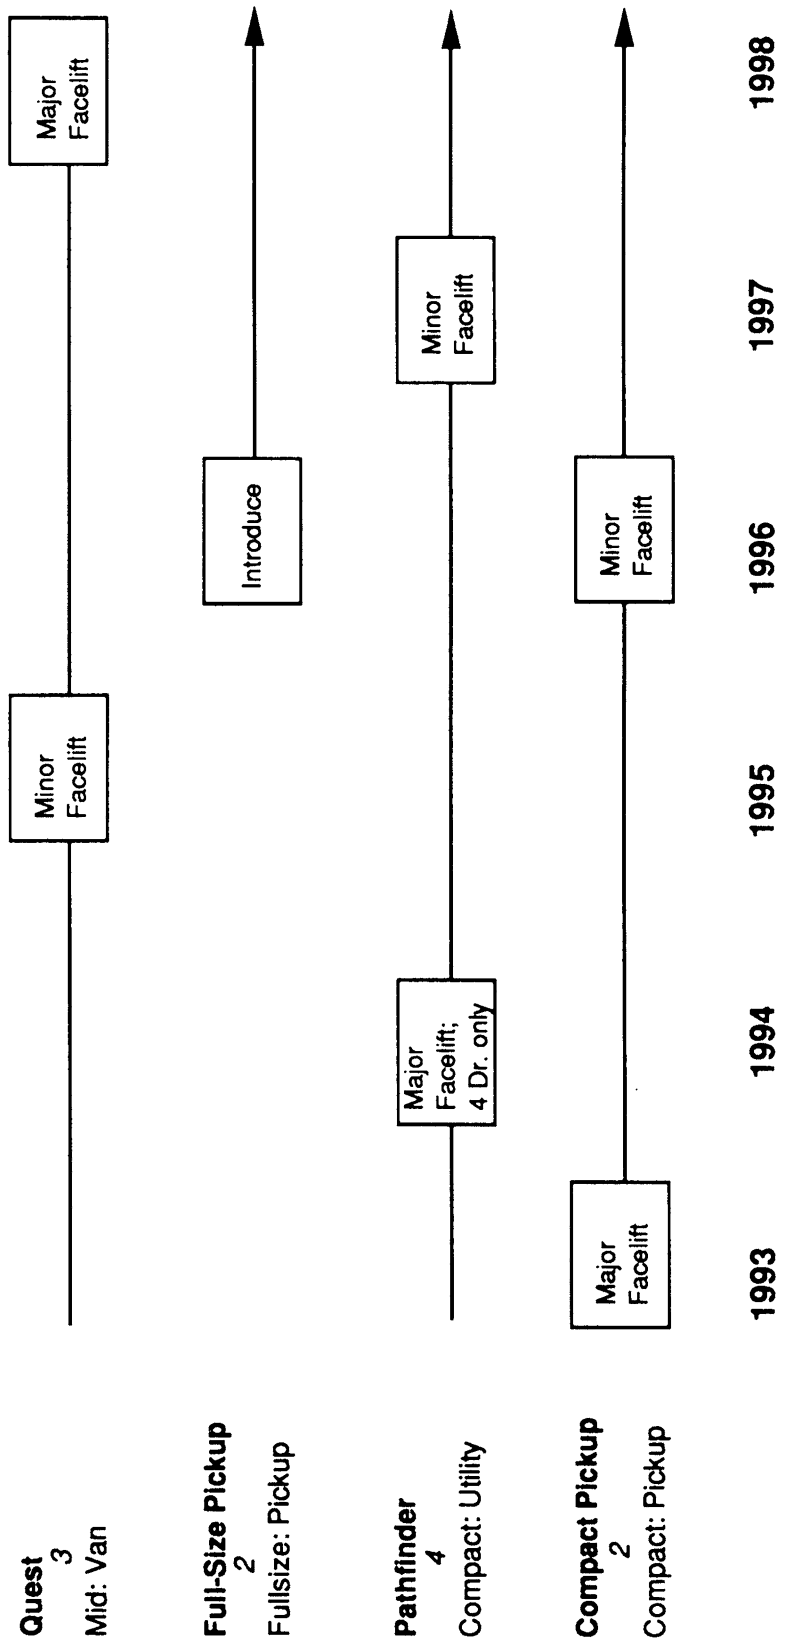 Quest
3
Mid: Van
Minor
Facelift
Major
Facelift
Full-Size Pickup
2
Fullsize: Pickup
Introduce
Pathfinder
4
Compact: Utility
Major
Facelift;
4 Dr. only
Minor
Facelift
Compact Pickup
2
Compact: Pickup
Major
Facelift
Minor
Facelift
1993
1994
1995
1996
1997
1998